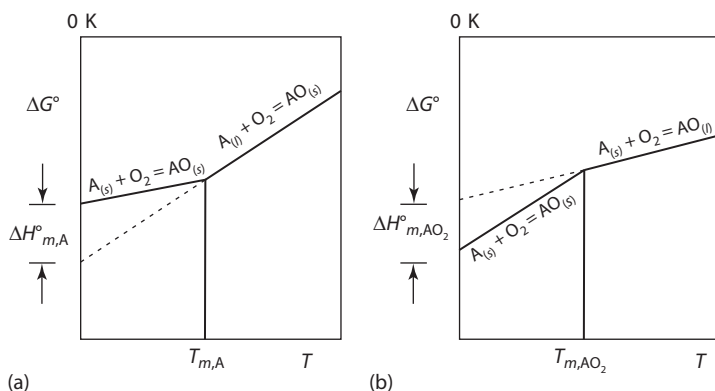 0 K
ΔG°
A(s) + O₂ = AO(s)
A(l) + O₂ = AO(s)
ΔH°m,A
Tm,A
T
(a)
0 K
ΔG°
A(s) + O₂ = AO(l)
A(s) + O₂ = AO(s)
ΔH°m,AO₂
Tm,AO₂
T
(b)